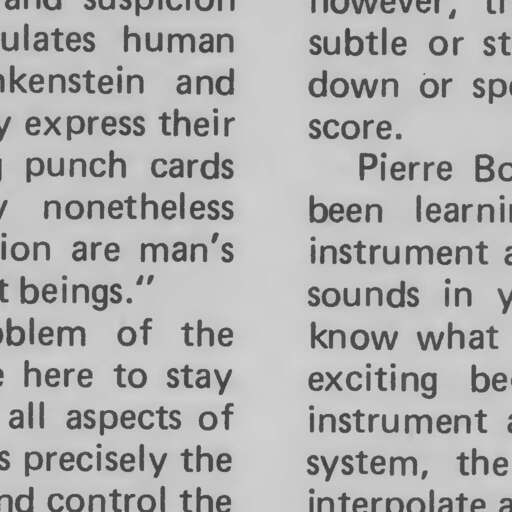 and suspicion
ulates human
nkenstein and
y express their
g punch cards
y nonetheless
ion are man's
t beings."
oblem of the
e here to stay
all aspects of
s precisely the
nd control the
however, th
subtle or st
down or spe
score.
Pierre Bo
been learnin
instrument a
sounds in y
know what
exciting be
instrument a
system, the
interpolate a